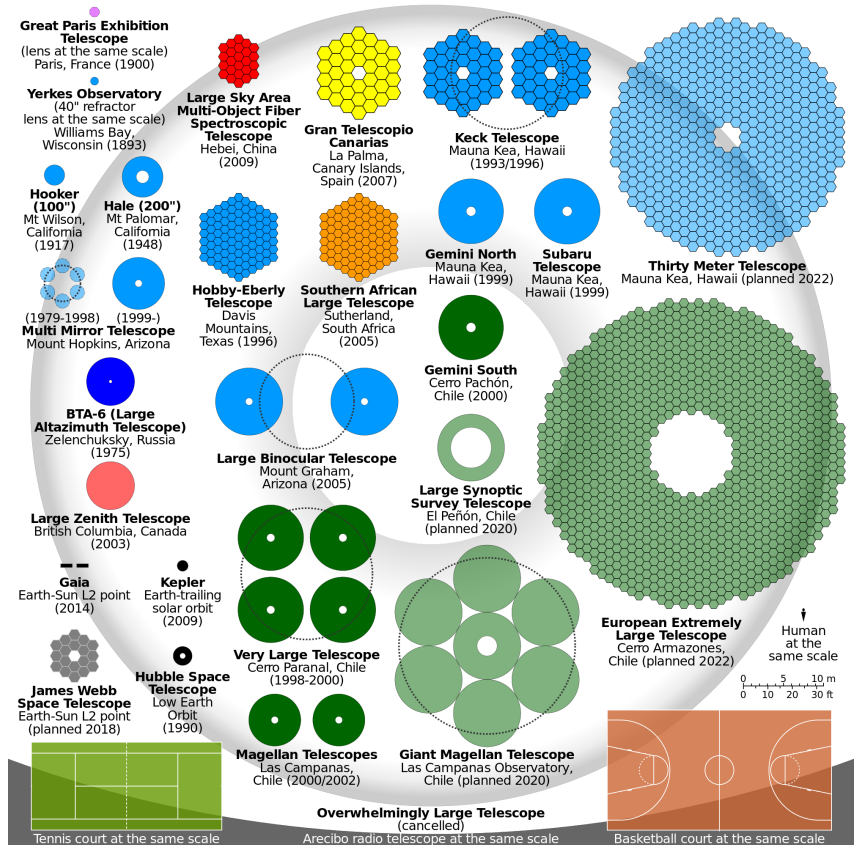 Great Paris Exhibition
Telescope
(lens at the same scale)
Paris, France (1900)
Yerkes Observatory
(40" refractor
lens at the same scale)
Williams Bay,
Wisconsin (1893)
Hooker
(100")
Mt Wilson,
California
(1917)
Hale (200")
Mt Palomar,
California
(1948)
(1979-1998)
(1999-)
Multi Mirror Telescope
Mount Hopkins, Arizona
BTA-6 (Large
Altazimuth Telescope)
Zelenchuksky, Russia
(1975)
Large Zenith Telescope
British Columbia, Canada
(2003)
Gaia
Earth-Sun L2 point
(2014)
Kepler
Earth-trailing
solar orbit
(2009)
James Webb
Space Telescope
Earth-Sun L2 point
(planned 2018)
Hubble Space
Telescope
Low Earth
Orbit
(1990)
Large Sky Area
Multi-Object Fiber
Spectroscopic
Telescope
Hebei, China
(2009)
Gran Telescopio
Canarias
La Palma,
Canary Islands,
Spain (2007)
Keck Telescope
Mauna Kea, Hawaii
(1993/1996)
Hobby-Eberly
Telescope
Davis
Mountains,
Texas (1996)
Southern African
Large Telescope
Sutherland,
South Africa
(2005)
Gemini North
Mauna Kea,
Hawaii (1999)
Subaru
Telescope
Mauna Kea,
Hawaii (1999)
Thirty Meter Telescope
Mauna Kea, Hawaii (planned 2022)
Gemini South
Cerro Pachón,
Chile (2000)
Large Binocular Telescope
Mount Graham,
Arizona (2005)
Large Synoptic
Survey Telescope
El Peñón, Chile
(planned 2020)
Very Large Telescope
Cerro Paranal, Chile
(1998-2000)
Magellan Telescopes
Las Campanas,
Chile (2000/2002)
Giant Magellan Telescope
Las Campanas Observatory,
Chile (planned 2020)
European Extremely
Large Telescope
Cerro Armazones,
Chile (planned 2022)
Human
at the
same scale
0 5 10 m
0 10 20 30 ft
Overwhelmingly Large Telescope
(cancelled)
Tennis court at the same scale
Arecibo radio telescope at the same scale
Basketball court at the same scale